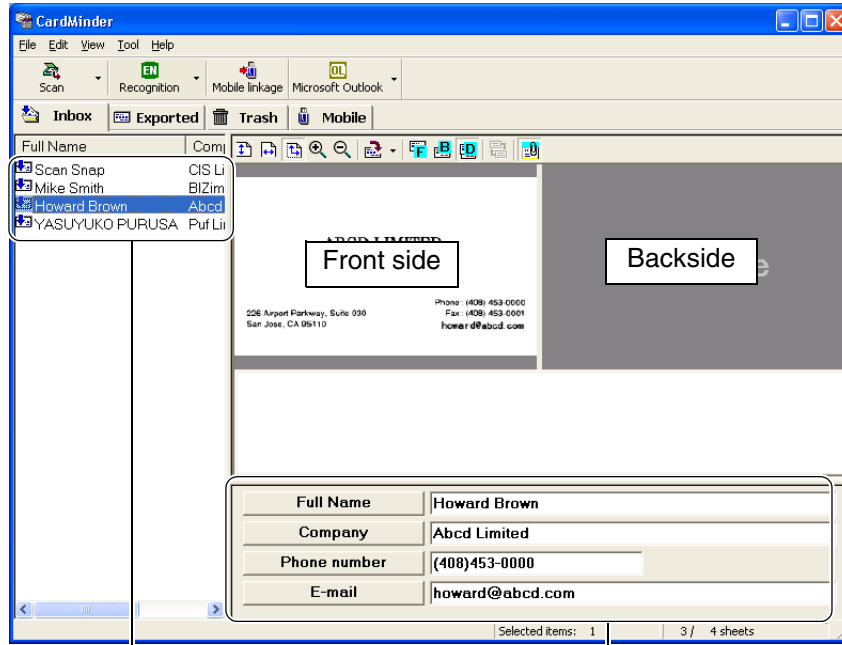 CardMinder
File Edit View Tool Help
Scan
EN
Recognition
Mobile linkage
OL
Microsoft Outlook
Inbox
Exported
Trash
Mobile
Full Name
F
B
D
Scan Snap CIS Li
Mike Smith BIZim
Howard Brown Abcd
YASUYUKO PURUSA
Front side
226 Airport Parkway, Suite 030
San Jose, CA 95110
Phone : (408) 453-0000
Fax : (408) 453-0001
howard@abcd.com
Backside
Full Name Howard Brown
Company Abcd Limited
Phone number (408)453-0000
E-mail howard@abcd.com
Selected items: 1 3 / 4 sheets